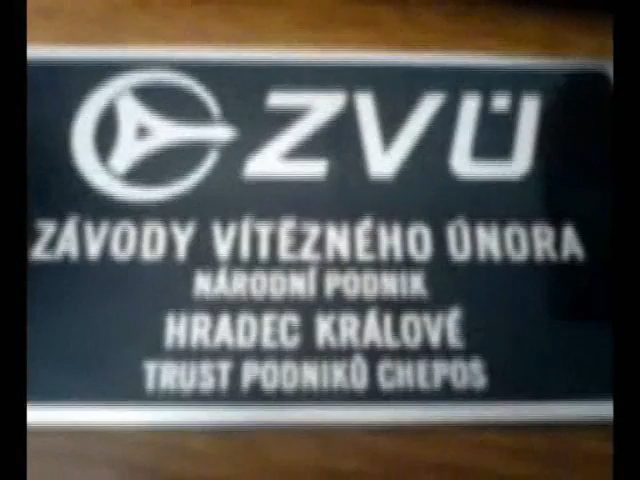 ZVÚ
ZÁVODY VÍTĚZNÉHO ÚNORA
NÁRODNÍ PODNIK
HRADEC KRÁLOVÉ
TRUST PODNIKŮ CHEPOS